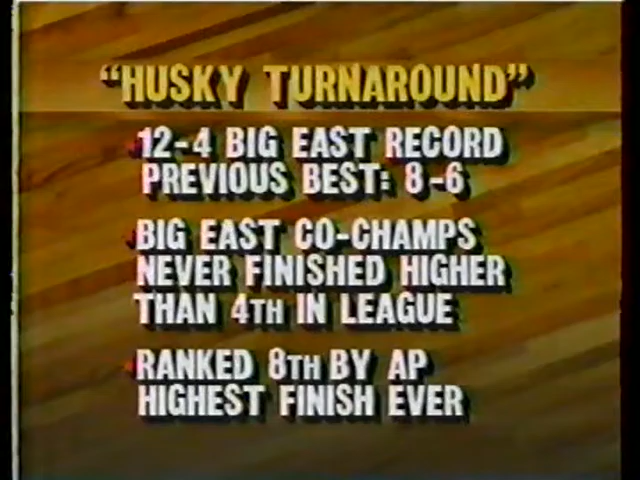 “HUSKY TURNAROUND”
12-4 BIG EAST RECORD
PREVIOUS BEST: 8-6
BIG EAST CO-CHAMPS
NEVER FINISHED HIGHER
THAN 4TH IN LEAGUE
RANKED 8TH BY AP
HIGHEST FINISH EVER